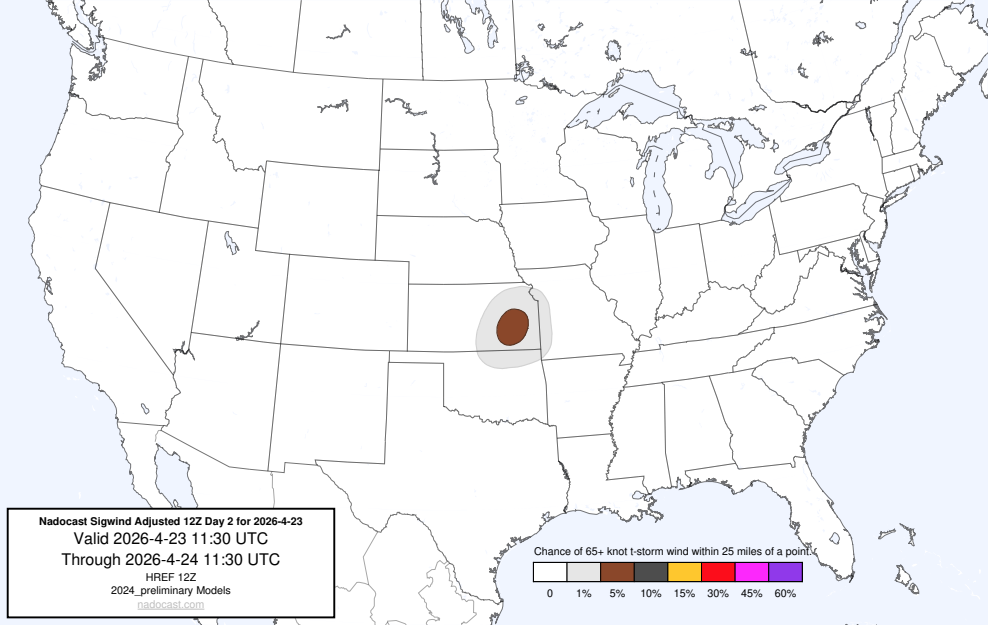 Nadocast Sigwind Adjusted 12Z Day 2 for 2026-4-23
Valid 2026-4-23 11:30 UTC
Through 2026-4-24 11:30 UTC
HREF 12Z
2024_preliminary Models
nadocast.com
Chance of 65+ knot t-storm wind within 25 miles of a point.
0 1% 5% 10% 15% 30% 45% 60%